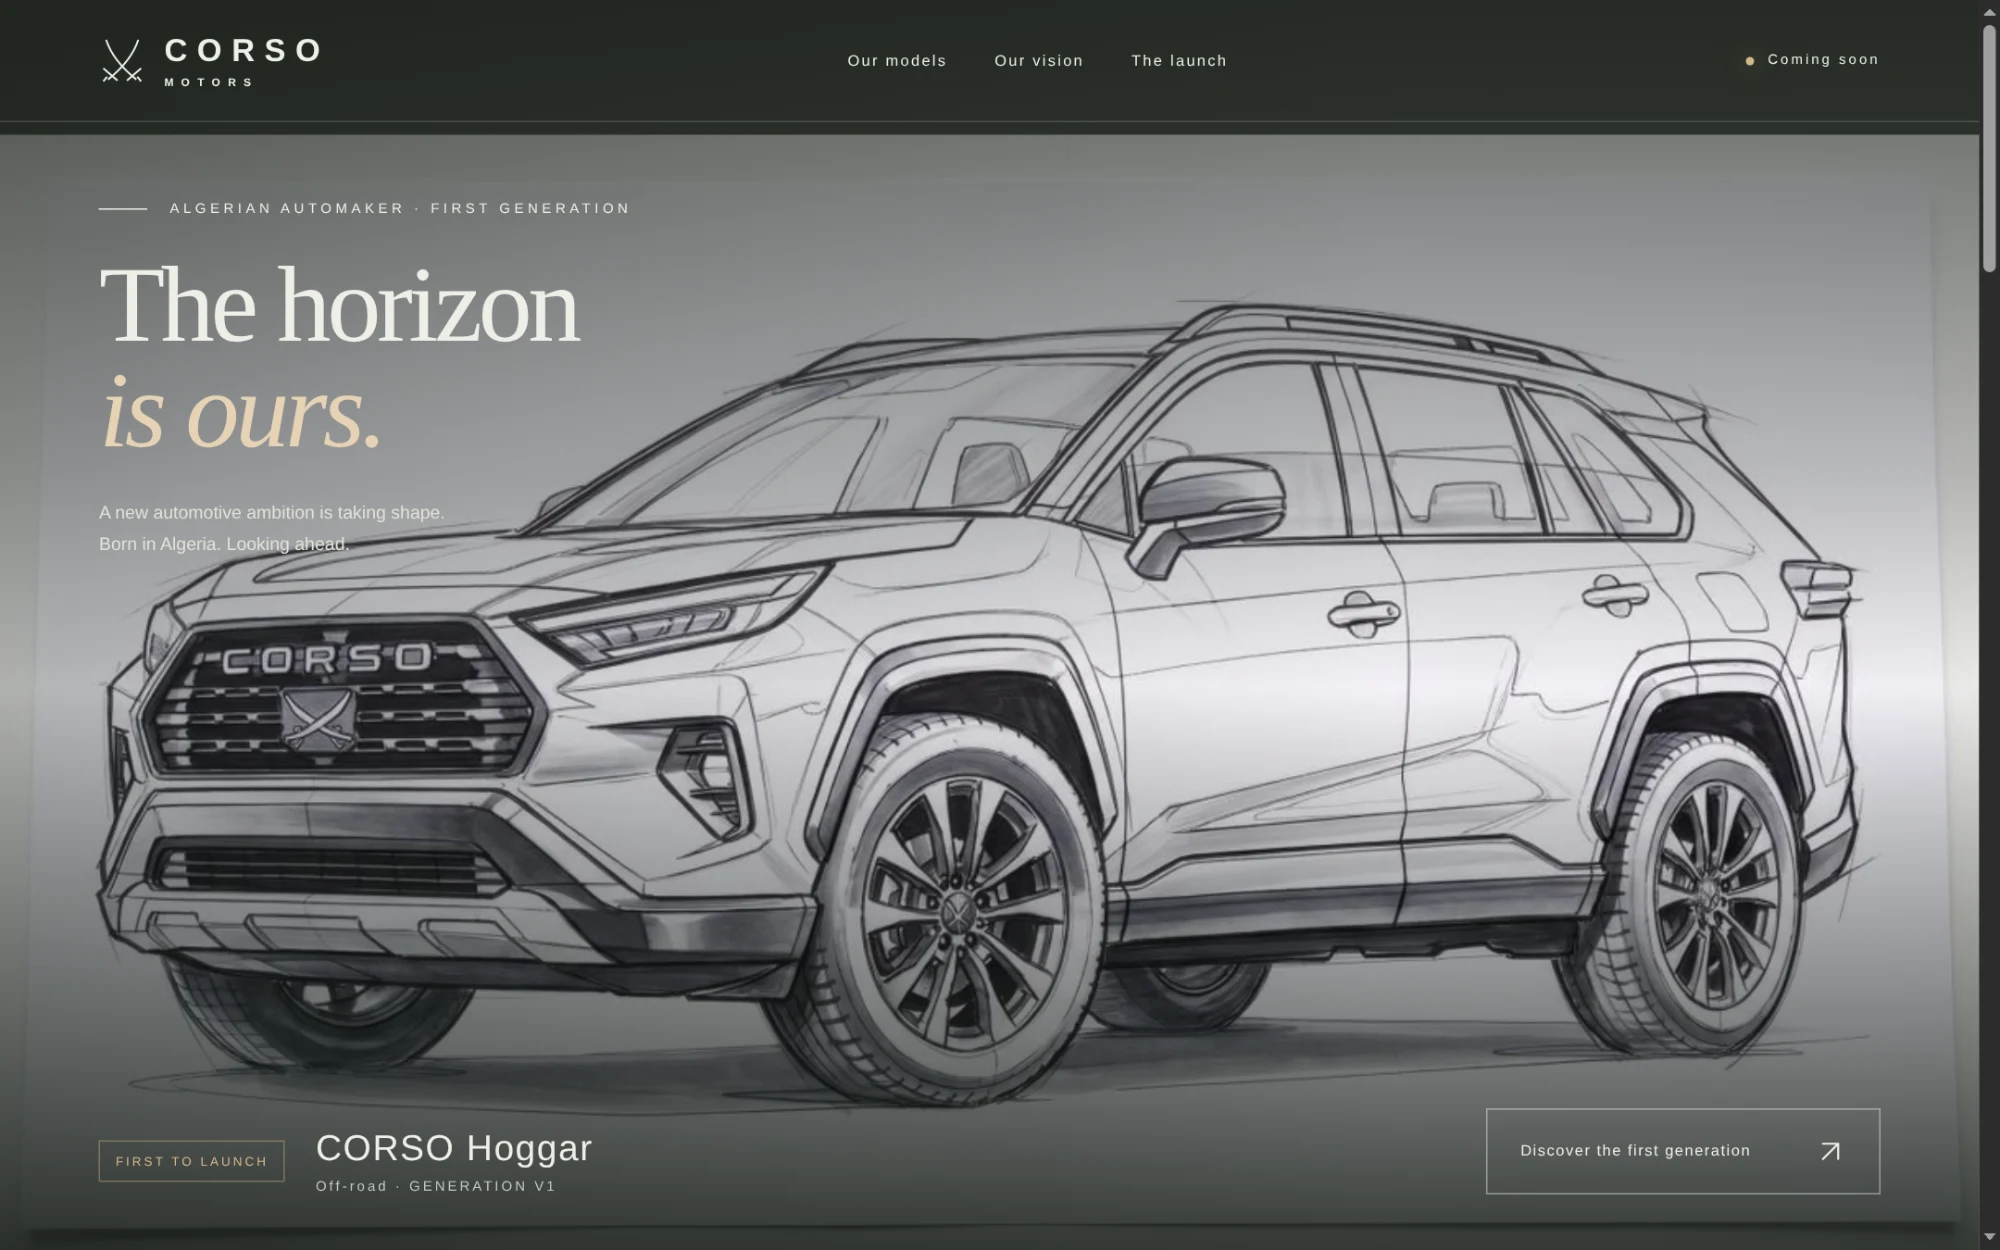 CORSO
MOTORS
Our models
Our vision
The launch
Coming soon
ALGERIAN AUTOMAKER · FIRST GENERATION
The horizon
is ours.
A new automotive ambition is taking shape.
Born in Algeria. Looking ahead.
CORSO
FIRST TO LAUNCH
CORSO Hoggar
Off-road · GENERATION V1
Discover the first generation